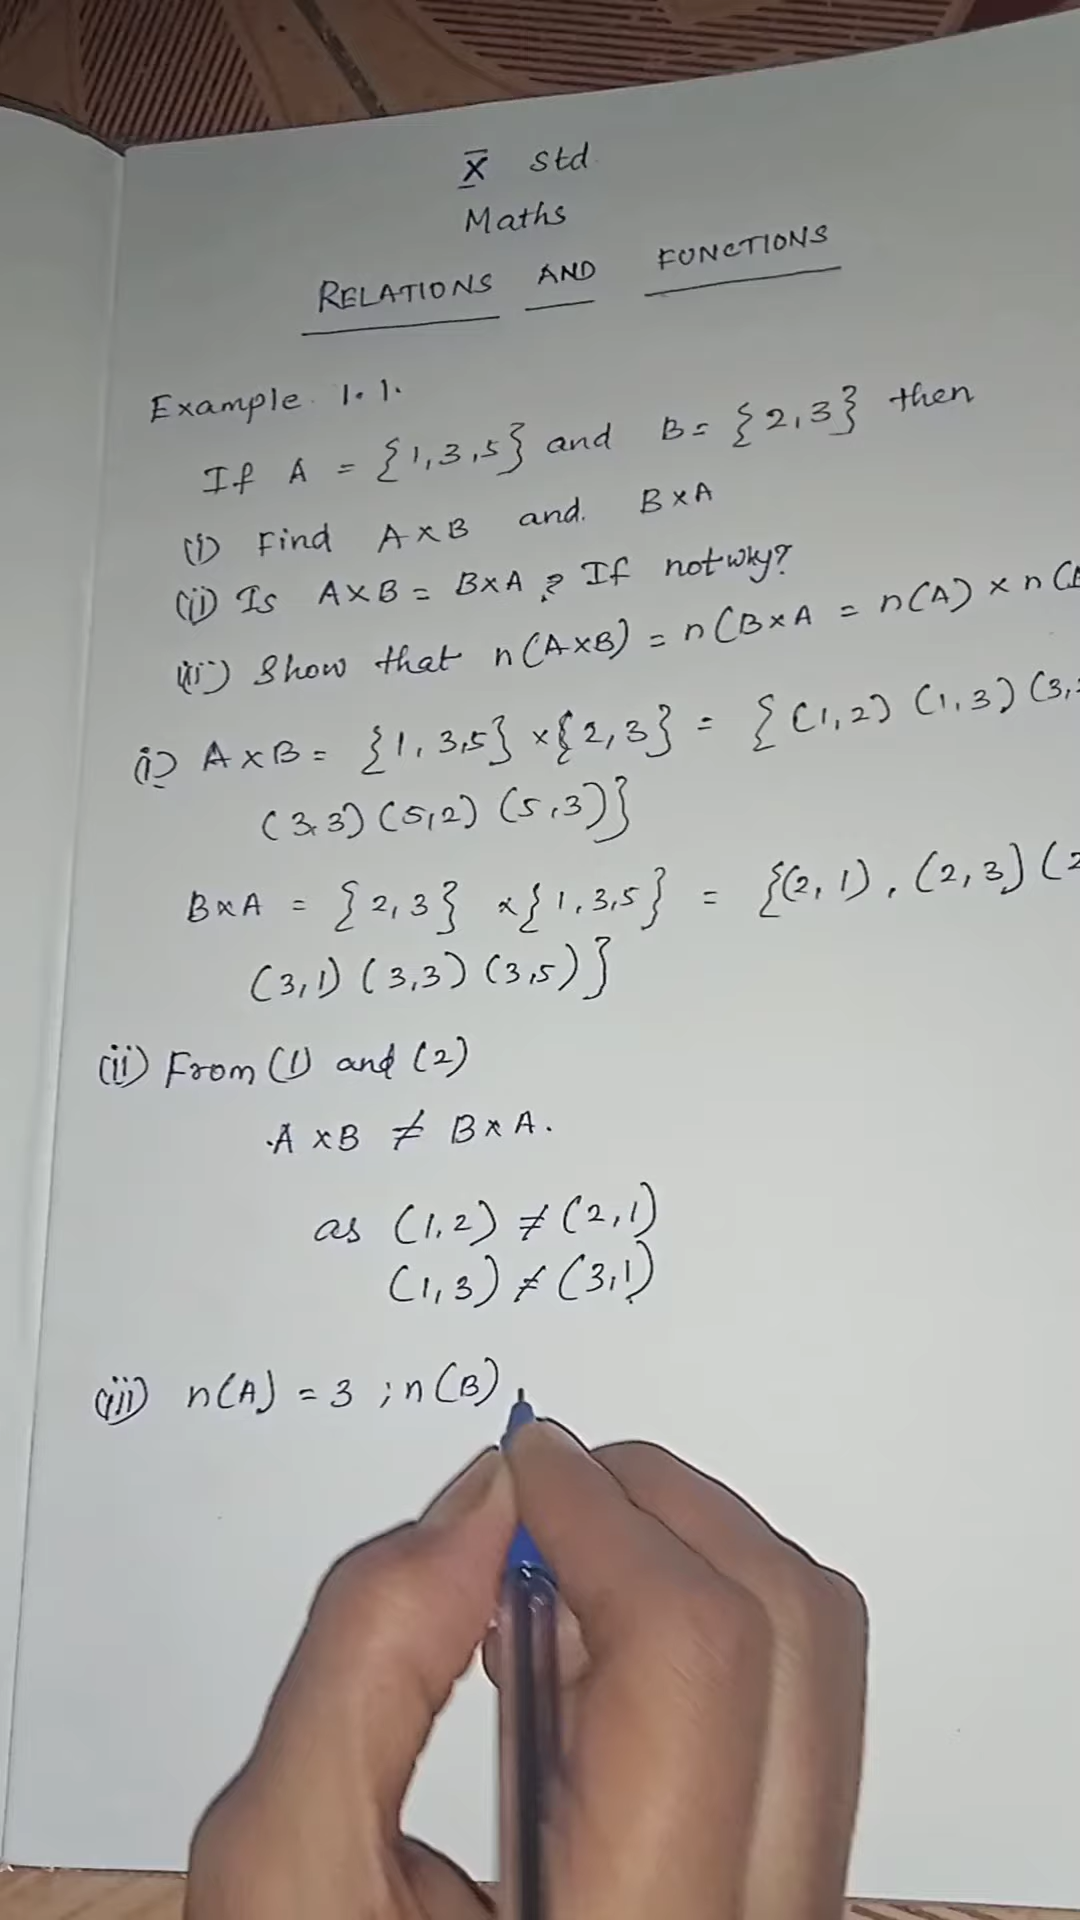 X Std
Maths
RELATIONS AND FUNCTIONS
Example. 1.1.
If A = {1,3,5} and B= {2,3} then
(i) Find A×B and. B×A
(ii) Is A×B = B×A ? If not why?
(iii) Show that n(A×B) = n(B×A = n(A) × n(
i) A×B= {1,3,5} ×{2,3} = {(1,2) (1,3) (3,
(3,3) (5,2) (5,3)}
B×A = {2,3} ×{1,3,5} = {(2,1), (2,3) (2
(3,1) (3,3) (3,5)}
(ii) From (1) and (2)
A×B ≠ B×A.
as (1,2) ≠ (2,1)
(1,3) ≠ (3,1)
(iii) n(A) = 3 ; n(B)